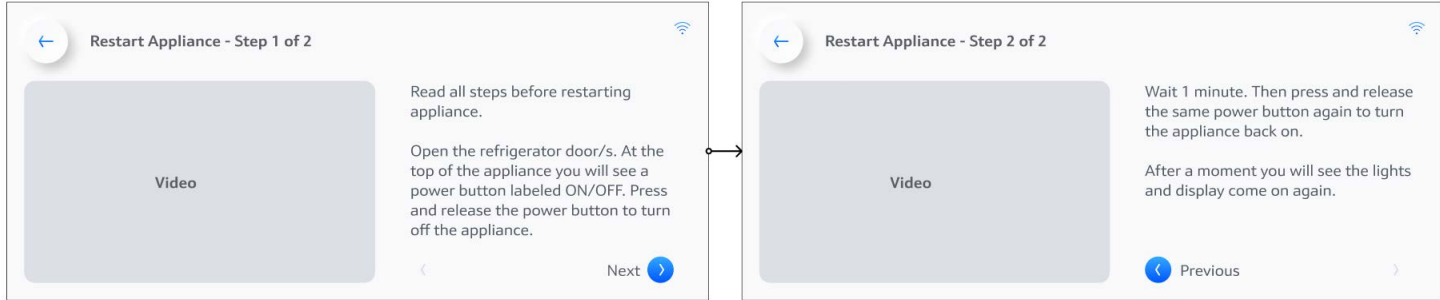 Restart Appliance - Step 1 of 2
Video
Read all steps before restarting
appliance.
Open the refrigerator door/s. At the
top of the appliance you will see a
power button labeled ON/OFF. Press
and release the power button to turn
off the appliance.
Next
Restart Appliance - Step 2 of 2
Video
Wait 1 minute. Then press and release
the same power button again to turn
the appliance back on.
After a moment you will see the lights
and display come on again.
Previous